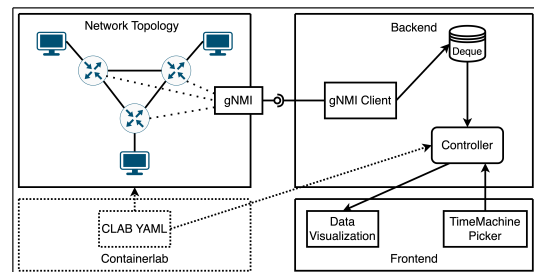 Network Topology
Backend
Deque
gNMI
gNMI Client
Controller
CLAB YAML
Containerlab
Data
Visualization
TimeMachine
Picker
Frontend